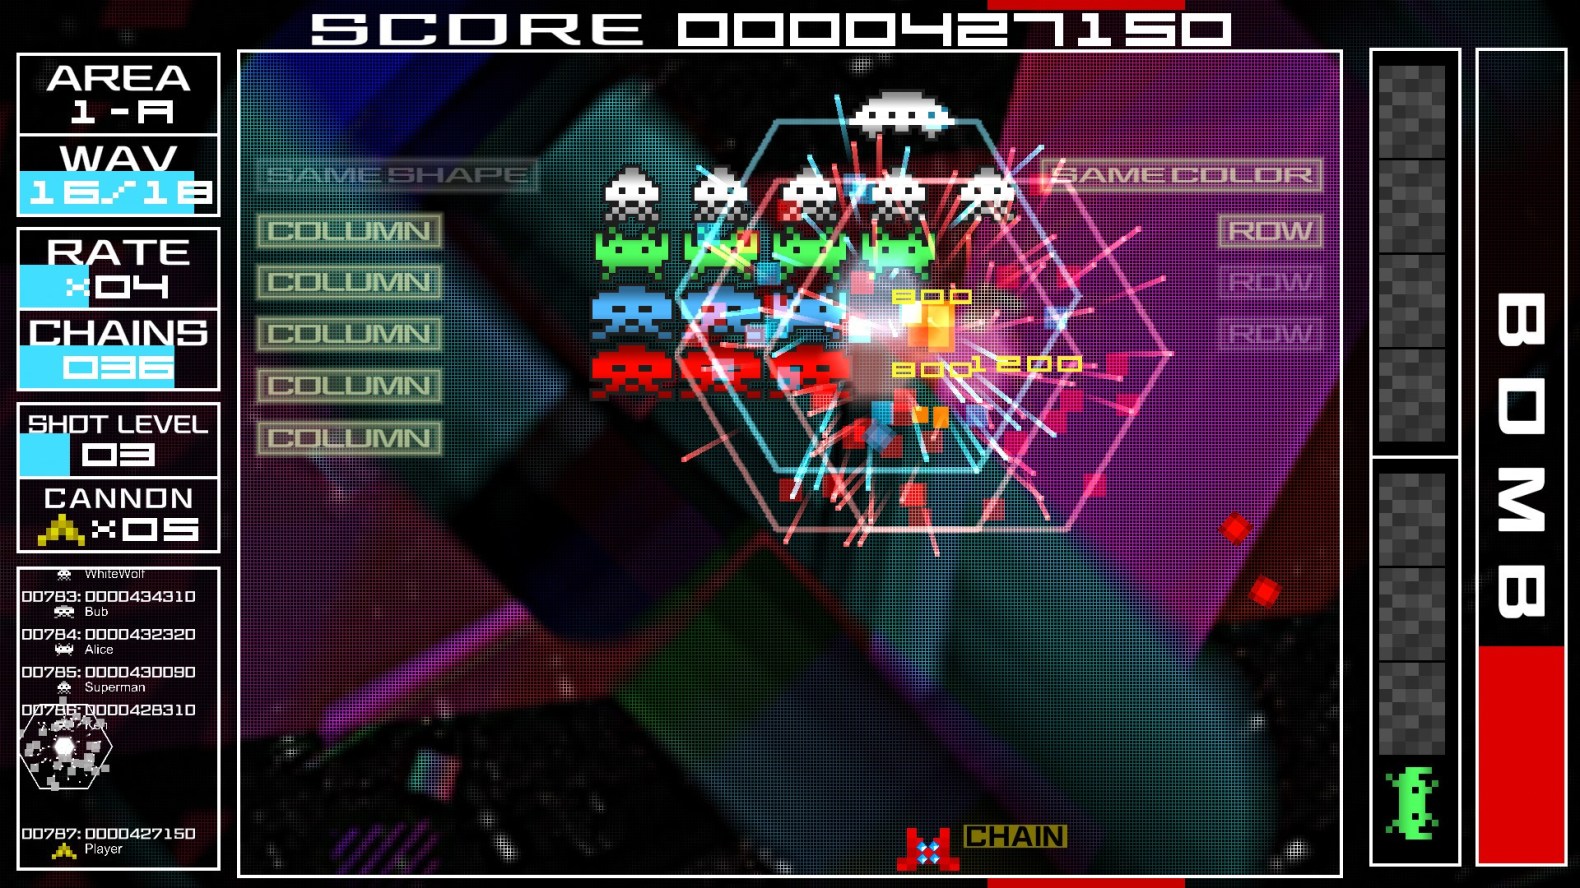 SCORE 0000427150
AREA
1-A
WAV
16/18
RATE
×04
CHAINS
036
SHOT LEVEL
03
CANNON
×05
WhiteWolf
00783:0000434310
Bub
00784:0000432320
Alice
00785:0000430090
Superman
00786:0000428310
Ken
00787:0000427150
Player
SAME SHAPE
COLUMN
COLUMN
COLUMN
COLUMN
COLUMN
SAME COLOR
ROW
ROW
ROW
800
800
1200
CHAIN
BOMB